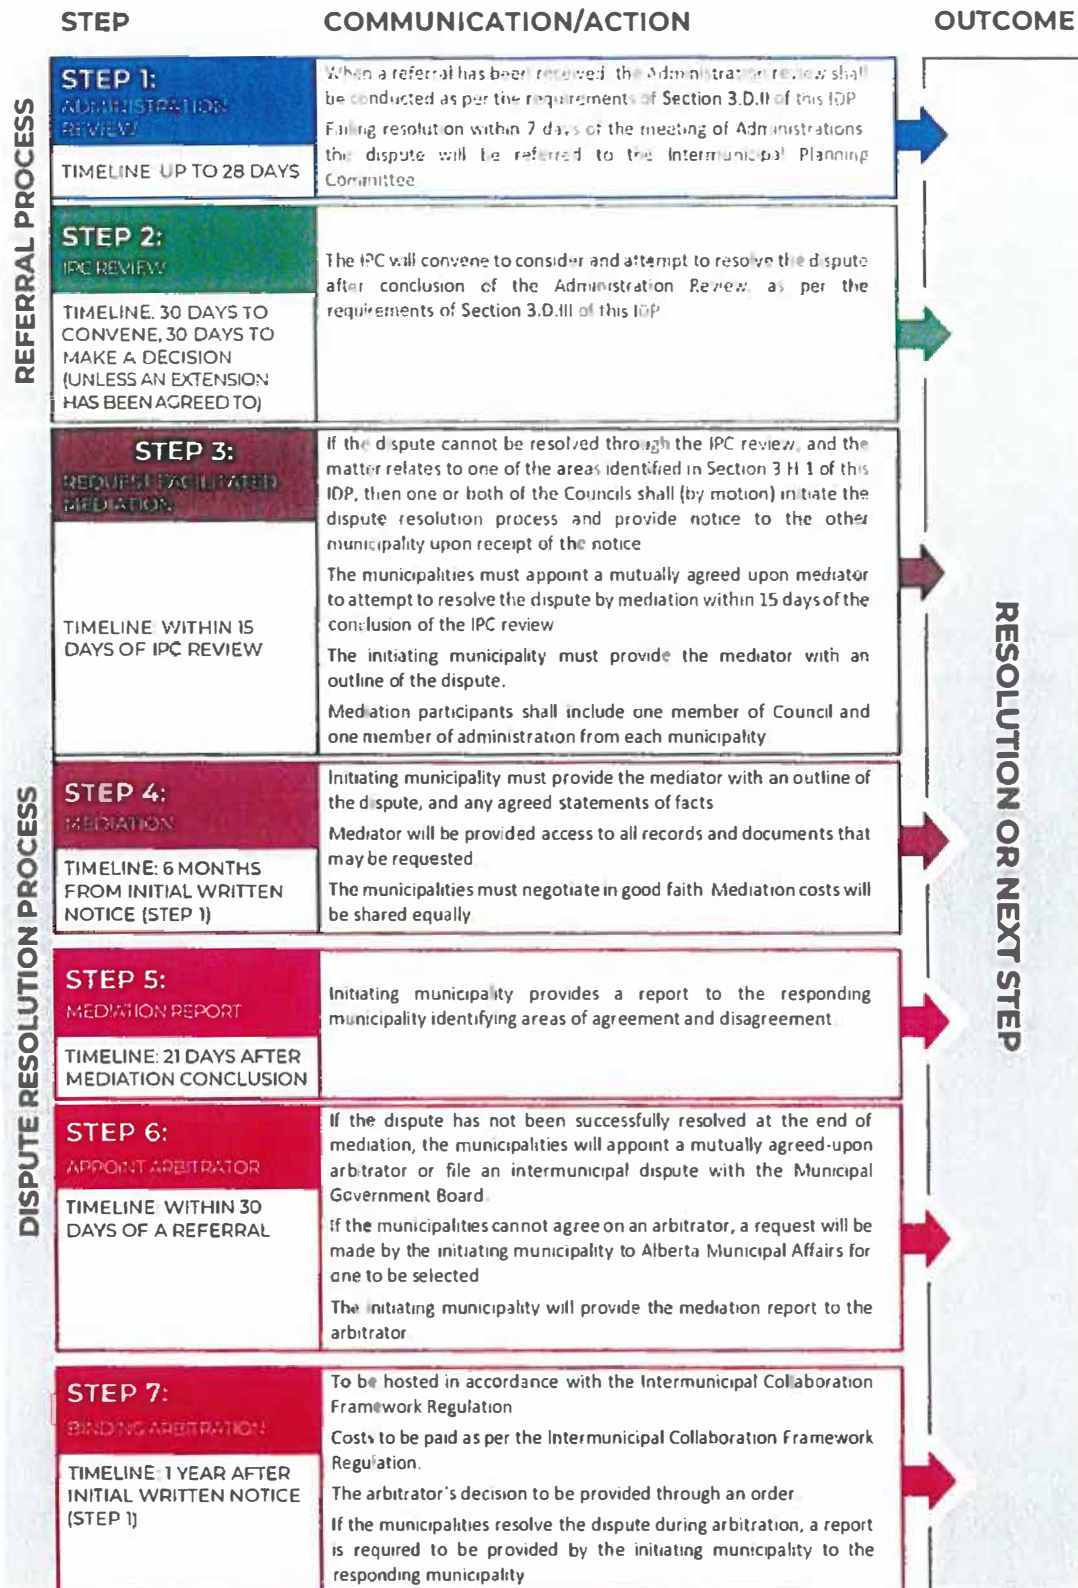 STEP COMMUNICATION/ACTION OUTCOME
REFERRAL PROCESS
STEP 1:
ADMINISTRATION
REVIEW
TIMELINE: UP TO 28 DAYS
When a referral has been received the Administration review shall
be conducted as per the requirements of Section 3.D.II of this IDP
Failing resolution within 7 days of the meeting of Administrations
the dispute will be referred to the Intermunicipal Planning
Committee
STEP 2:
IPC REVIEW
TIMELINE. 30 DAYS TO
CONVENE, 30 DAYS TO
MAKE A DECISION
(UNLESS AN EXTENSION
HAS BEEN AGREED TO)
The IPC will convene to consider and attempt to resolve the dispute
after conclusion of the Administration Review, as per the
requirements of Section 3.D.III of this IDP
DISPUTE RESOLUTION PROCESS
STEP 3:
REQUEST FACILITATED
MEDIATION
TIMELINE: WITHIN 15
DAYS OF IPC REVIEW
If the dispute cannot be resolved through the IPC review, and the
matter relates to one of the areas identified in Section 3 H 1 of this
IDP, then one or both of the Councils shall (by motion) initiate the
dispute resolution process and provide notice to the other
municipality upon receipt of the notice
The municipalities must appoint a mutually agreed upon mediator
to attempt to resolve the dispute by mediation within 15 days of the
conclusion of the IPC review
The initiating municipality must provide the mediator with an
outline of the dispute.
Mediation participants shall include one member of Council and
one member of administration from each municipality
STEP 4:
MEDIATION
TIMELINE: 6 MONTHS
FROM INITIAL WRITTEN
NOTICE (STEP 1)
Initiating municipality must provide the mediator with an outline of
the dispute, and any agreed statements of facts
Mediator will be provided access to all records and documents that
may be requested
The municipalities must negotiate in good faith Mediation costs will
be shared equally
STEP 5:
MEDIATION REPORT
TIMELINE: 21 DAYS AFTER
MEDIATION CONCLUSION
Initiating municipality provides a report to the responding
municipality identifying areas of agreement and disagreement
STEP 6:
APPOINT ARBITRATOR
TIMELINE: WITHIN 30
DAYS OF A REFERRAL
If the dispute has not been successfully resolved at the end of
mediation, the municipalities will appoint a mutually agreed-upon
arbitrator or file an intermunicipal dispute with the Municipal
Government Board.
If the municipalities cannot agree on an arbitrator, a request will be
made by the initiating municipality to Alberta Municipal Affairs for
one to be selected
The initiating municipality will provide the mediation report to the
arbitrator
STEP 7:
BINDING ARBITRATION
TIMELINE: 1 YEAR AFTER
INITIAL WRITTEN NOTICE
(STEP 1)
To be hosted in accordance with the Intermunicipal Collaboration
Framework Regulation
Costs to be paid as per the Intermunicipal Collaboration Framework
Regulation.
The arbitrator's decision to be provided through an order
If the municipalities resolve the dispute during arbitration, a report
is required to be provided by the initiating municipality to the
responding municipality
RESOLUTION OR NEXT STEP